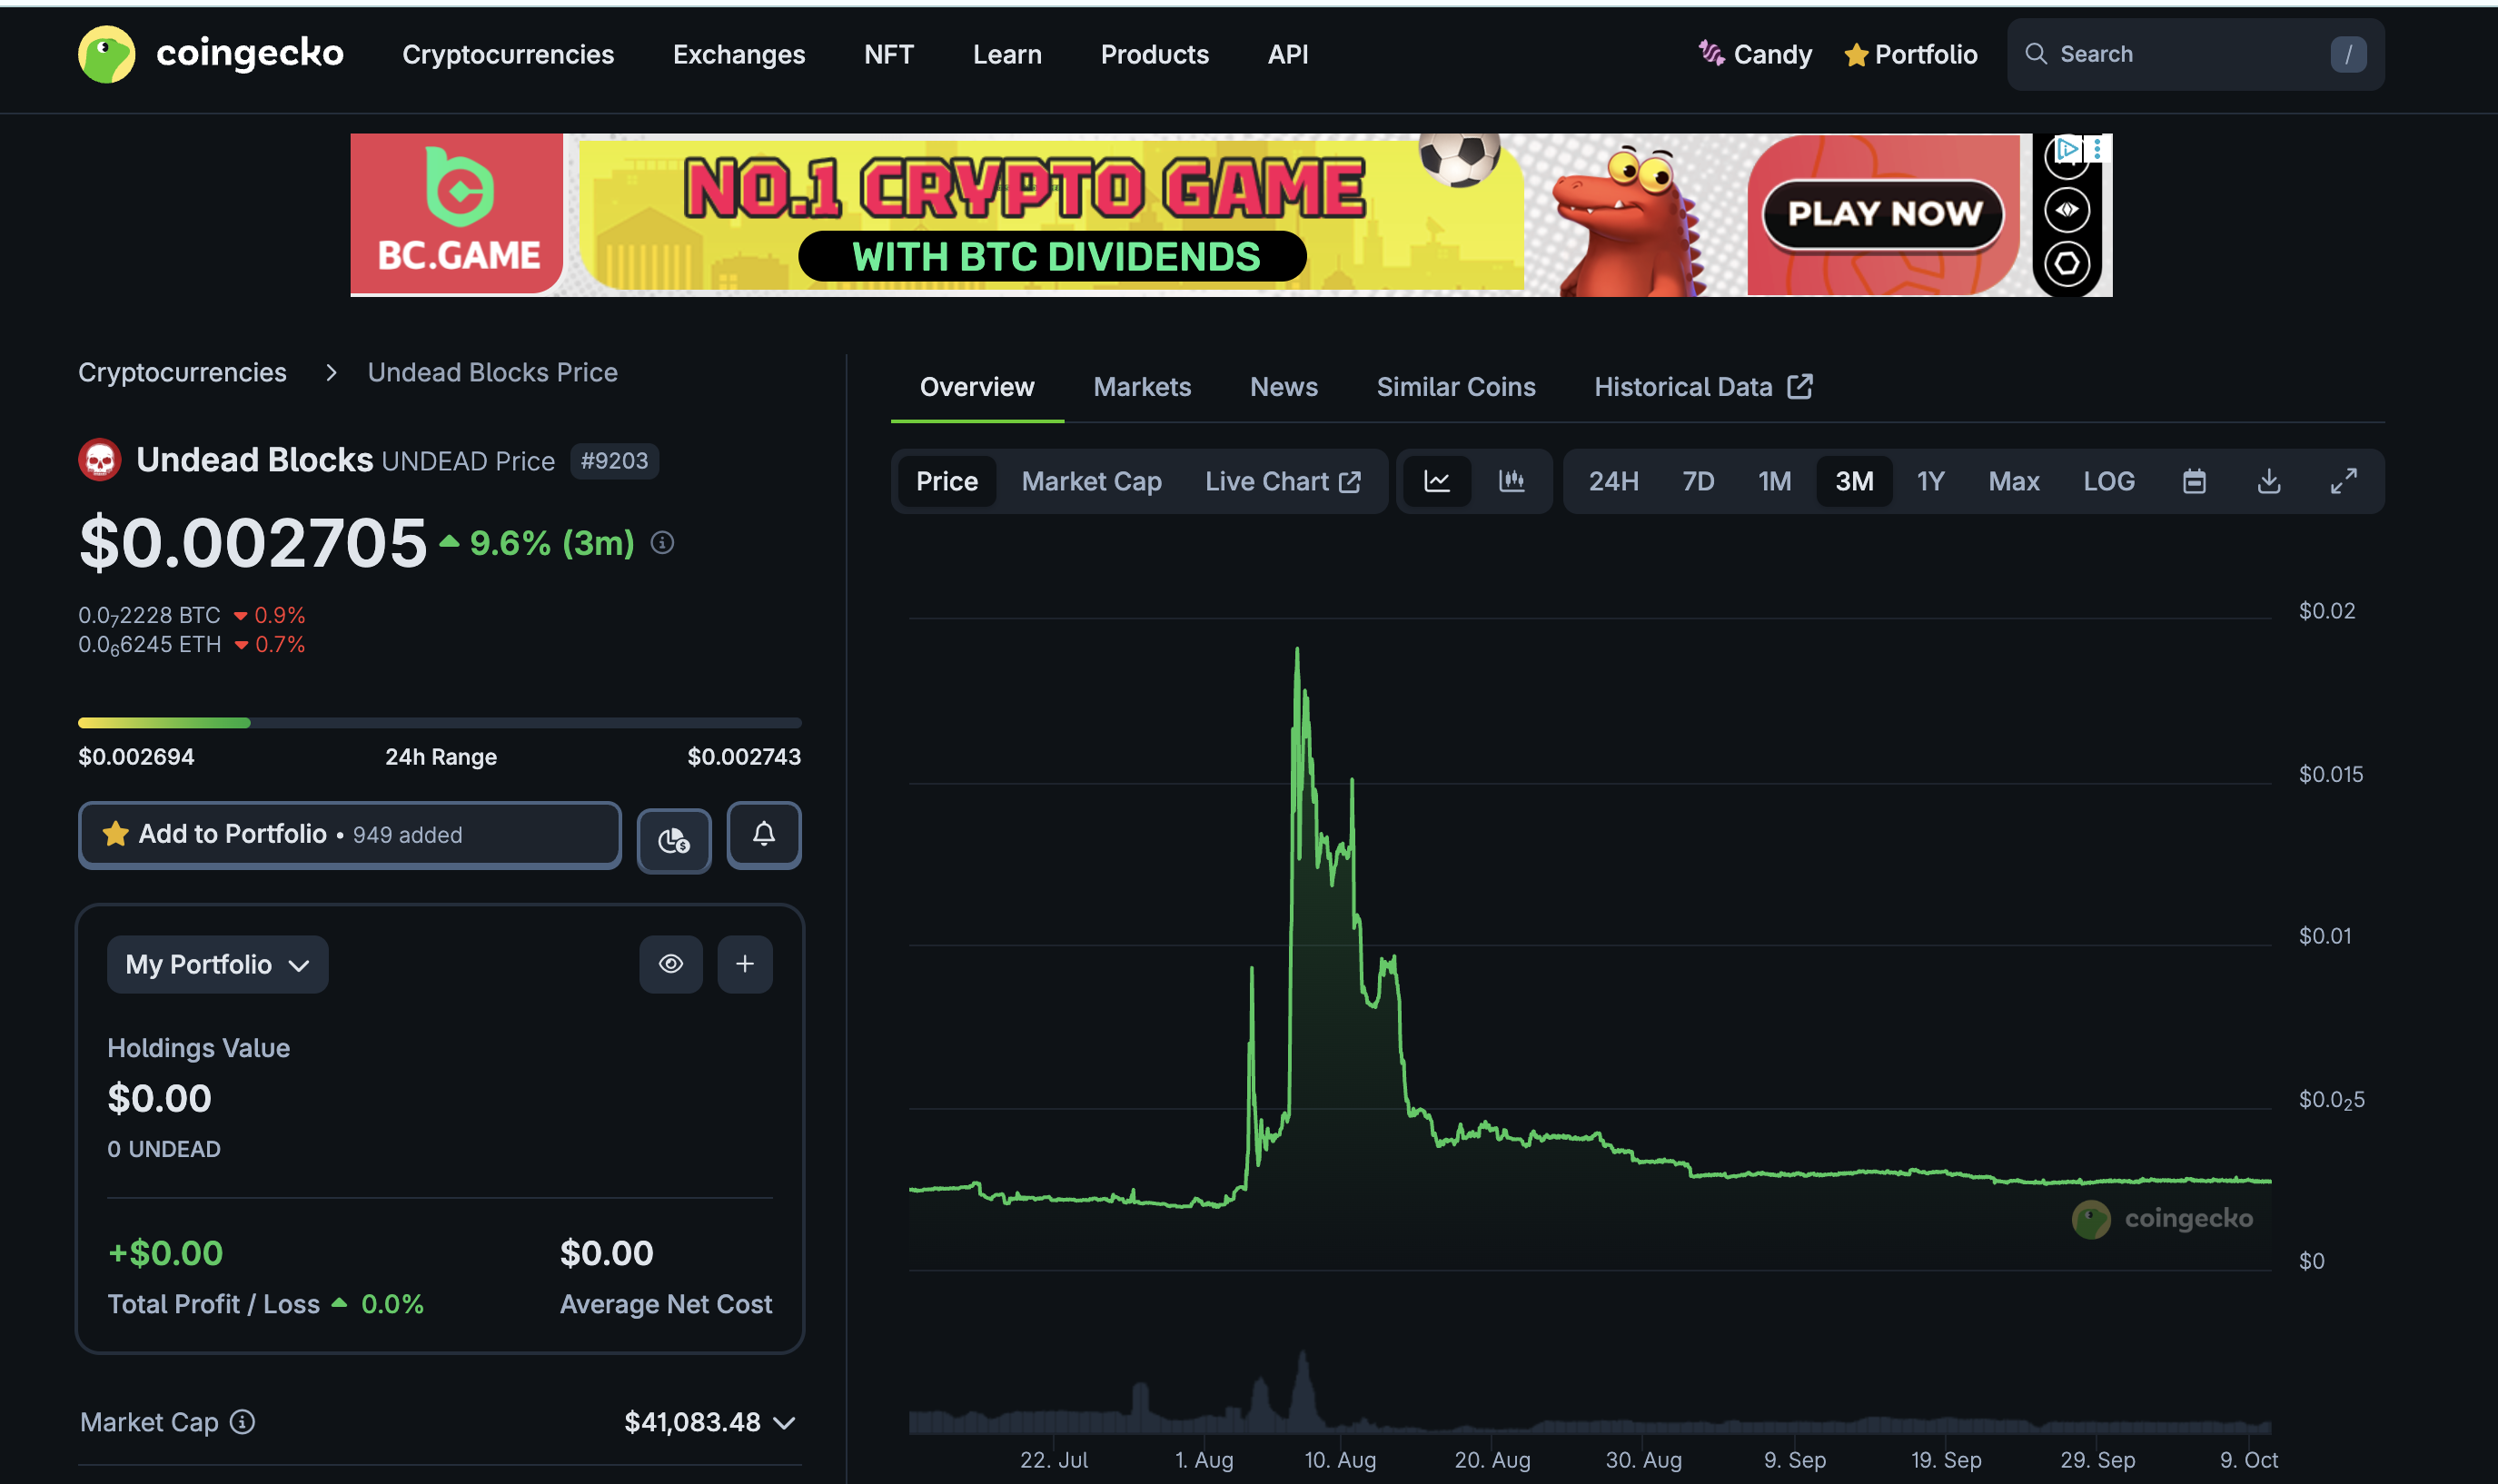 coingecko
Cryptocurrencies Exchanges NFT Learn Products API
Candy Portfolio Search /
BC.GAME
NO.1 CRYPTO GAME
WITH BTC DIVIDENDS
PLAY NOW
Cryptocurrencies > Undead Blocks Price
Undead Blocks UNDEAD Price #9203
$0.002705 9.6% (3m)
0.0₇2228 BTC 0.9%
0.0₆6245 ETH 0.7%
$0.002694 24h Range $0.002743
Add to Portfolio • 949 added
My Portfolio
Holdings Value
$0.00
0 UNDEAD
+$0.00
Total Profit / Loss 0.0%
$0.00
Average Net Cost
Market Cap $41,083.48
Overview Markets News Similar Coins Historical Data
Price Market Cap Live Chart 24H 7D 1M 3M 1Y Max LOG
$0.02
$0.015
$0.01
$0.0₂5
$0
coingecko
22. Jul 1. Aug 10. Aug 20. Aug 30. Aug 9. Sep 19. Sep 29. Sep 9. Oct